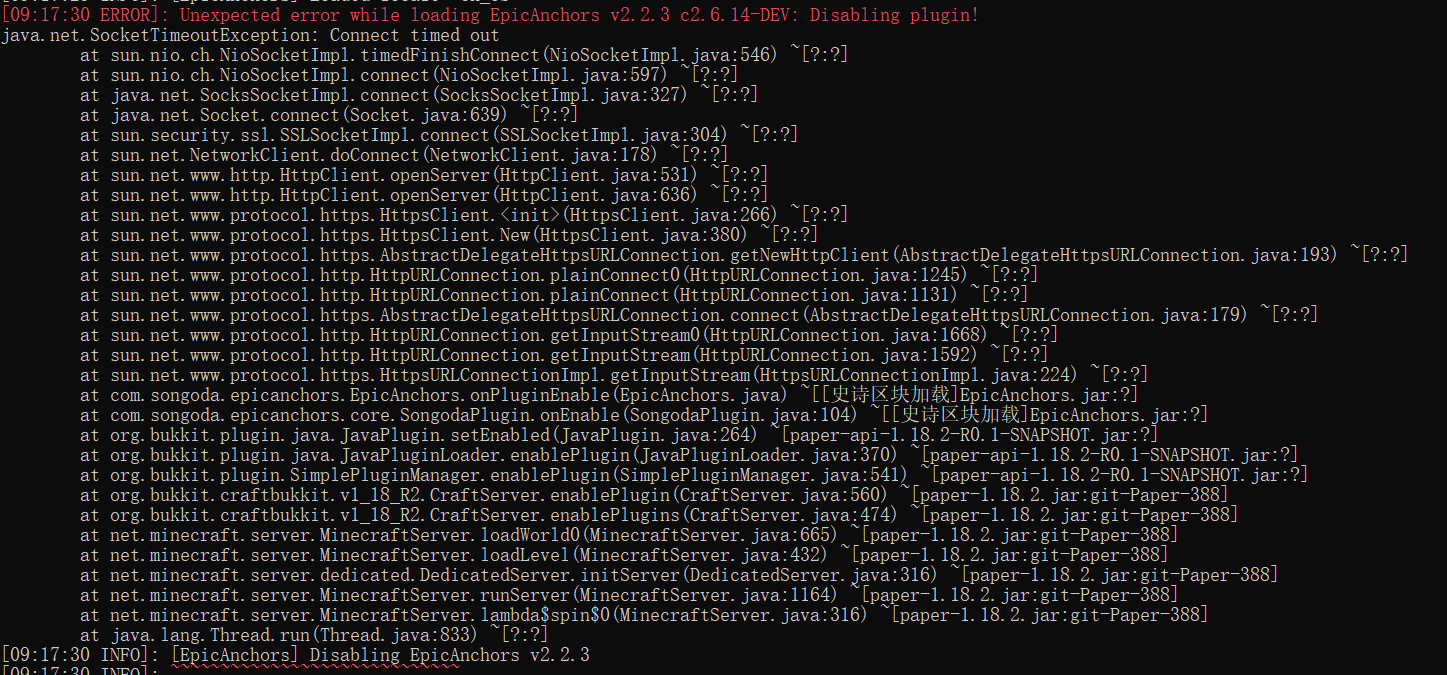 [09:17:30 ERROR]: Unexpected error while loading EpicAnchors v2.2.3 c2.6.14-DEV: Disabling plugin!
java.net.SocketTimeoutException: Connect timed out
at sun.nio.ch.NioSocketImpl.timedFinishConnect(NioSocketImpl.java:546) ~[?:?]
at sun.nio.ch.NioSocketImpl.connect(NioSocketImpl.java:597) ~[?:?]
at java.net.SocksSocketImpl.connect(SocksSocketImpl.java:327) ~[?:?]
at java.net.Socket.connect(Socket.java:639) ~[?:?]
at sun.security.ssl.SSLSocketImpl.connect(SSLSocketImpl.java:304) ~[?:?]
at sun.net.NetworkClient.doConnect(NetworkClient.java:178) ~[?:?]
at sun.net.www.http.HttpClient.openServer(HttpClient.java:531) ~[?:?]
at sun.net.www.http.HttpClient.openServer(HttpClient.java:636) ~[?:?]
at sun.net.www.protocol.https.HttpsClient.<init>(HttpsClient.java:266) ~[?:?]
at sun.net.www.protocol.https.HttpsClient.New(HttpsClient.java:380) ~[?:?]
at sun.net.www.protocol.https.AbstractDelegateHttpsURLConnection.getNewHttpClient(AbstractDelegateHttpsURLConnection.java:193) ~[?:?]
at sun.net.www.protocol.http.HttpURLConnection.plainConnect0(HttpURLConnection.java:1245) ~[?:?]
at sun.net.www.protocol.http.HttpURLConnection.plainConnect(HttpURLConnection.java:1131) ~[?:?]
at sun.net.www.protocol.https.AbstractDelegateHttpsURLConnection.connect(AbstractDelegateHttpsURLConnection.java:179) ~[?:?]
at sun.net.www.protocol.http.HttpURLConnection.getInputStream0(HttpURLConnection.java:1668) ~[?:?]
at sun.net.www.protocol.http.HttpURLConnection.getInputStream(HttpURLConnection.java:1592) ~[?:?]
at sun.net.www.protocol.https.HttpsURLConnectionImpl.getInputStream(HttpsURLConnectionImpl.java:224) ~[?:?]
at com.songoda.epicanchors.EpicAnchors.onPluginEnable(EpicAnchors.java) ~[[史诗区块加载]EpicAnchors.jar:?]
at com.songoda.epicanchors.core.SongodaPlugin.onEnable(SongodaPlugin.java:104) ~[[史诗区块加载]EpicAnchors.jar:?]
at org.bukkit.plugin.java.JavaPlugin.setEnabled(JavaPlugin.java:264) ~[paper-api-1.18.2-R0.1-SNAPSHOT.jar:?]
at org.bukkit.plugin.java.JavaPluginLoader.enablePlugin(JavaPluginLoader.java:370) ~[paper-api-1.18.2-R0.1-SNAPSHOT.jar:?]
at org.bukkit.plugin.SimplePluginManager.enablePlugin(SimplePluginManager.java:541) ~[paper-api-1.18.2-R0.1-SNAPSHOT.jar:?]
at org.bukkit.craftbukkit.v1_18_R2.CraftServer.enablePlugin(CraftServer.java:560) ~[paper-1.18.2.jar:git-Paper-388]
at org.bukkit.craftbukkit.v1_18_R2.CraftServer.enablePlugins(CraftServer.java:474) ~[paper-1.18.2.jar:git-Paper-388]
at net.minecraft.server.MinecraftServer.loadWorld0(MinecraftServer.java:665) ~[paper-1.18.2.jar:git-Paper-388]
at net.minecraft.server.MinecraftServer.loadLevel(MinecraftServer.java:432) ~[paper-1.18.2.jar:git-Paper-388]
at net.minecraft.server.dedicated.DedicatedServer.initServer(DedicatedServer.java:316) ~[paper-1.18.2.jar:git-Paper-388]
at net.minecraft.server.MinecraftServer.runServer(MinecraftServer.java:1164) ~[paper-1.18.2.jar:git-Paper-388]
at net.minecraft.server.MinecraftServer.lambda$spin$0(MinecraftServer.java:316) ~[paper-1.18.2.jar:git-Paper-388]
at java.lang.Thread.run(Thread.java:833) ~[?:?]
[09:17:30 INFO]: [EpicAnchors] Disabling EpicAnchors v2.2.3
[09:17:30 INFO]: